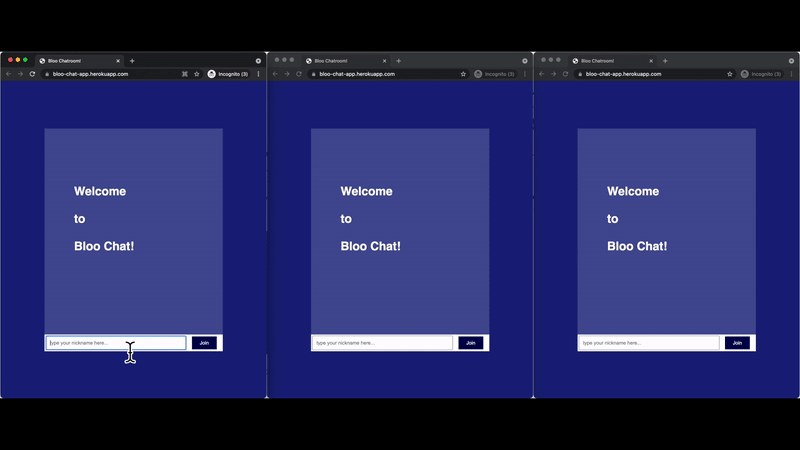 Bloo Chatroom!
bloo-chat-app.herokuapp.com
Incognito (3)
Welcome
to
Bloo Chat!
type your nickname here...
Join
Bloo Chatroom!
bloo-chat-app.herokuapp.com
Incognito (3)
Welcome
to
Bloo Chat!
type your nickname here...
Join
Bloo Chatroom!
bloo-chat-app.herokuapp.com
Incognito (3)
Welcome
to
Bloo Chat!
type your nickname here...
Join